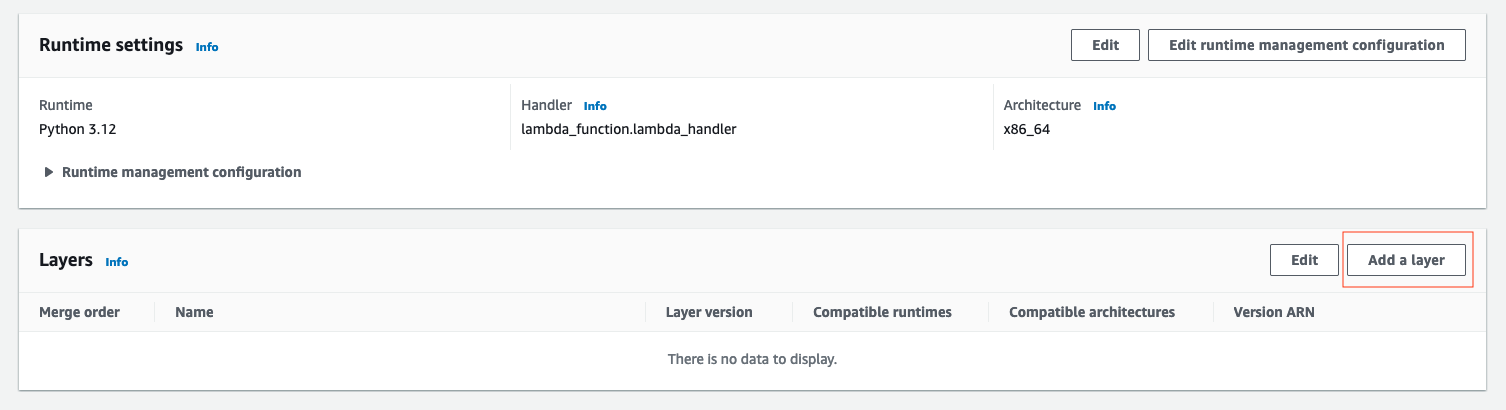 Runtime settings Info Edit Edit runtime management configuration
Runtime Handler Info Architecture Info
Python 3.12 lambda_function.lambda_handler x86_64
Runtime management configuration
Layers Info Edit Add a layer
Merge order Name Layer version Compatible runtimes Compatible architectures Version ARN
There is no data to display.